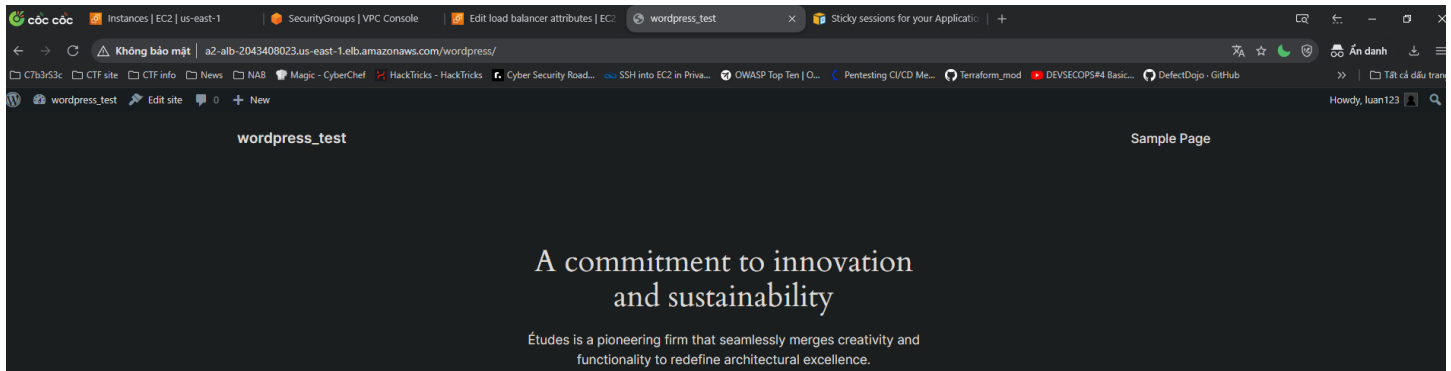 cốc cốc Instances | EC2 | us-east-1 SecurityGroups | VPC Console Edit load balancer attributes | EC2 wordpress_test Sticky sessions for your Applicatio
Không bảo mật a2-alb-2043408023.us-east-1.elb.amazonaws.com/wordpress/ Ẩn danh
C7b3rS3c CTF site CTF info News NAB Magic - CyberChef HackTricks - HackTricks Cyber Security Road... SSH into EC2 in Priva... OWASP Top Ten | O... Pentesting CI/CD Me... Terraform_mod DEVSECOPS#4 Basic... DefectDojo · GitHub » Tất cả dấu trang
wordpress_test Edit site 0 + New Howdy, luan123
wordpress_test Sample Page
A commitment to innovation
and sustainability
Études is a pioneering firm that seamlessly merges creativity and
functionality to redefine architectural excellence.